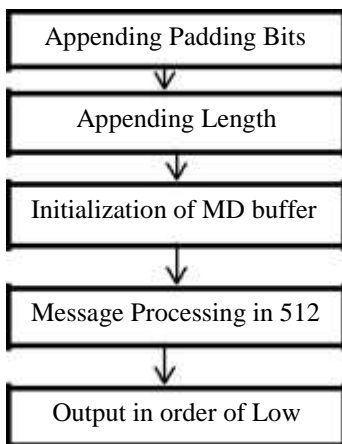 Appending Padding Bits
Appending Length
Initialization of MD buffer
Message Processing in 512
Output in order of Low